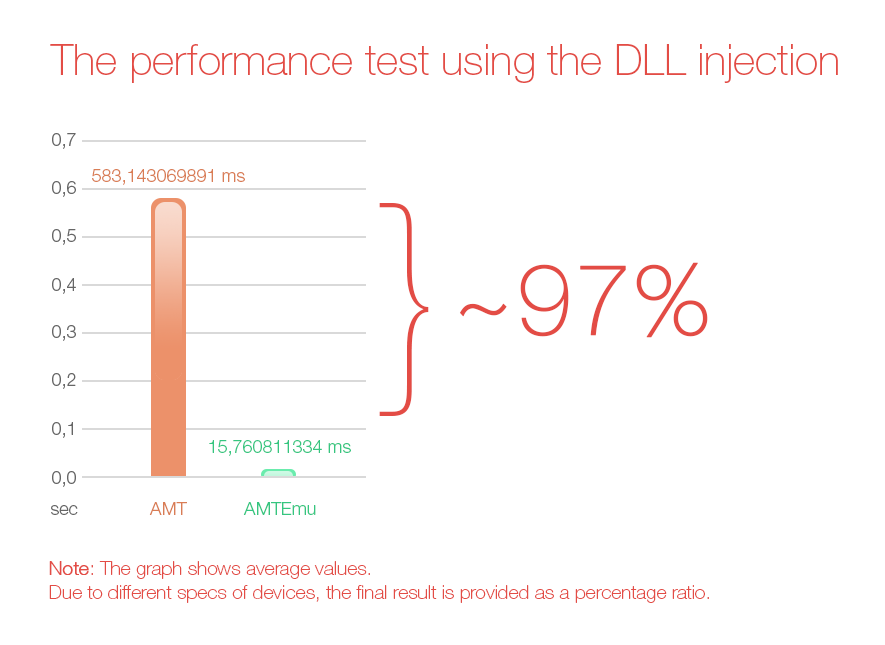 The performance test using the DLL injection
0,7
583,143069891 ms
0,6
0,5
0,4
~97%
0,3
0,2
0,1
15,760811334 ms
0,0
sec AMT AMTEmu
Note: The graph shows average values.
Due to different specs of devices, the final result is provided as a percentage ratio.